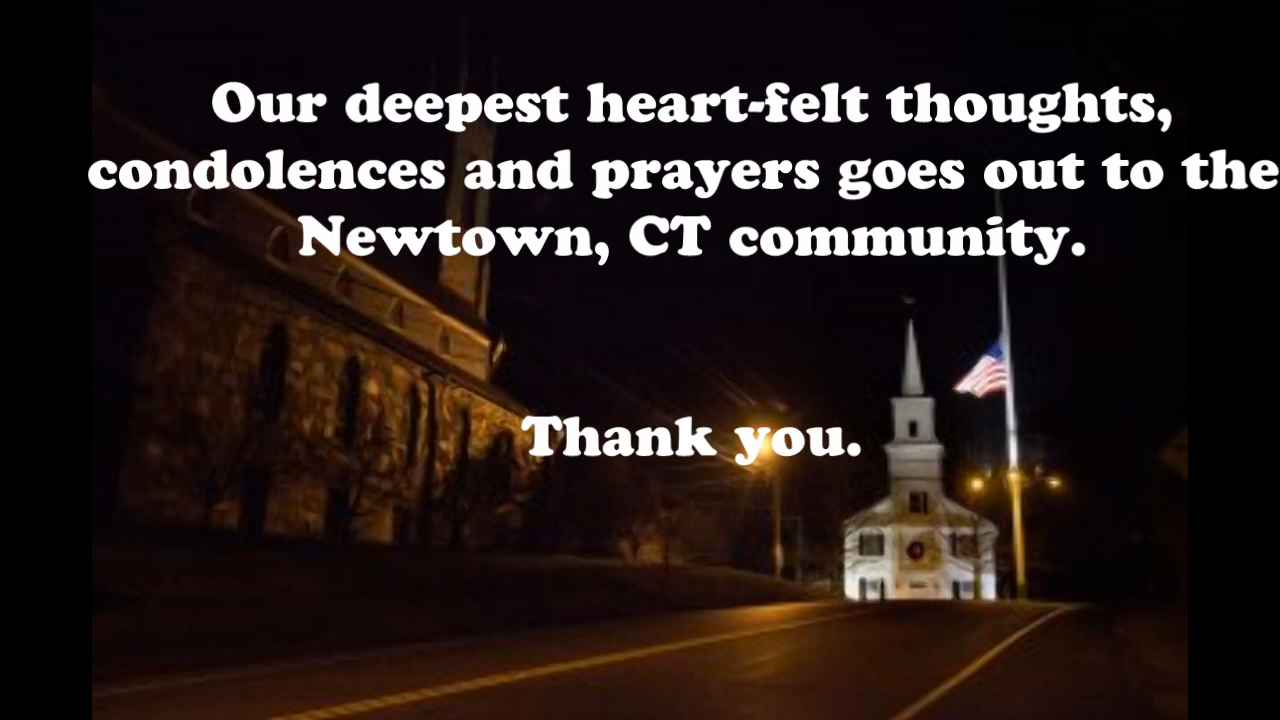 Our deepest heart-felt thoughts,
condolences and prayers goes out to the
Newtown, CT community.
Thank you.